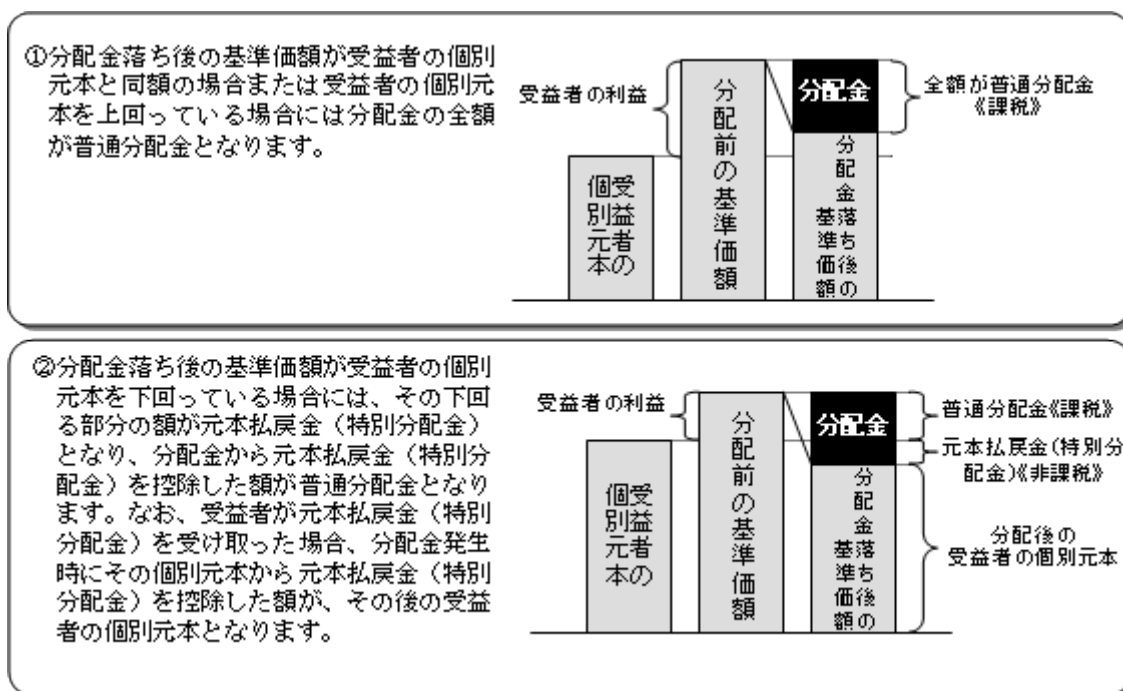 ①分配金落ち後の基準価額が受益者の個別
元本と同額の場合または受益者の個別元
本を上回っている場合には分配金の全額
が普通分配金となります。
受益者の利益
受益者の
個別元本
分配前の基準価額
分配金
分配金落ち後の
基準価額
全額が普通分配金
《課税》
②分配金落ち後の基準価額が受益者の個別
元本を下回っている場合には、その下回
る部分の額が元本払戻金（特別分配金）
となり、分配金から元本払戻金（特別分
配金）を控除した額が普通分配金となり
ます。なお、受益者が元本払戻金（特別
分配金）を受け取った場合、分配金発生
時にその個別元本から元本払戻金（特別
分配金）を控除した額が、その後の受益
者の個別元本となります。
受益者の利益
受益者の
個別元本
分配前の基準価額
分配金
分配金落ち後の
基準価額
普通分配金《課税》
元本払戻金(特別分
配金)《非課税》
分配後の
受益者の個別元本